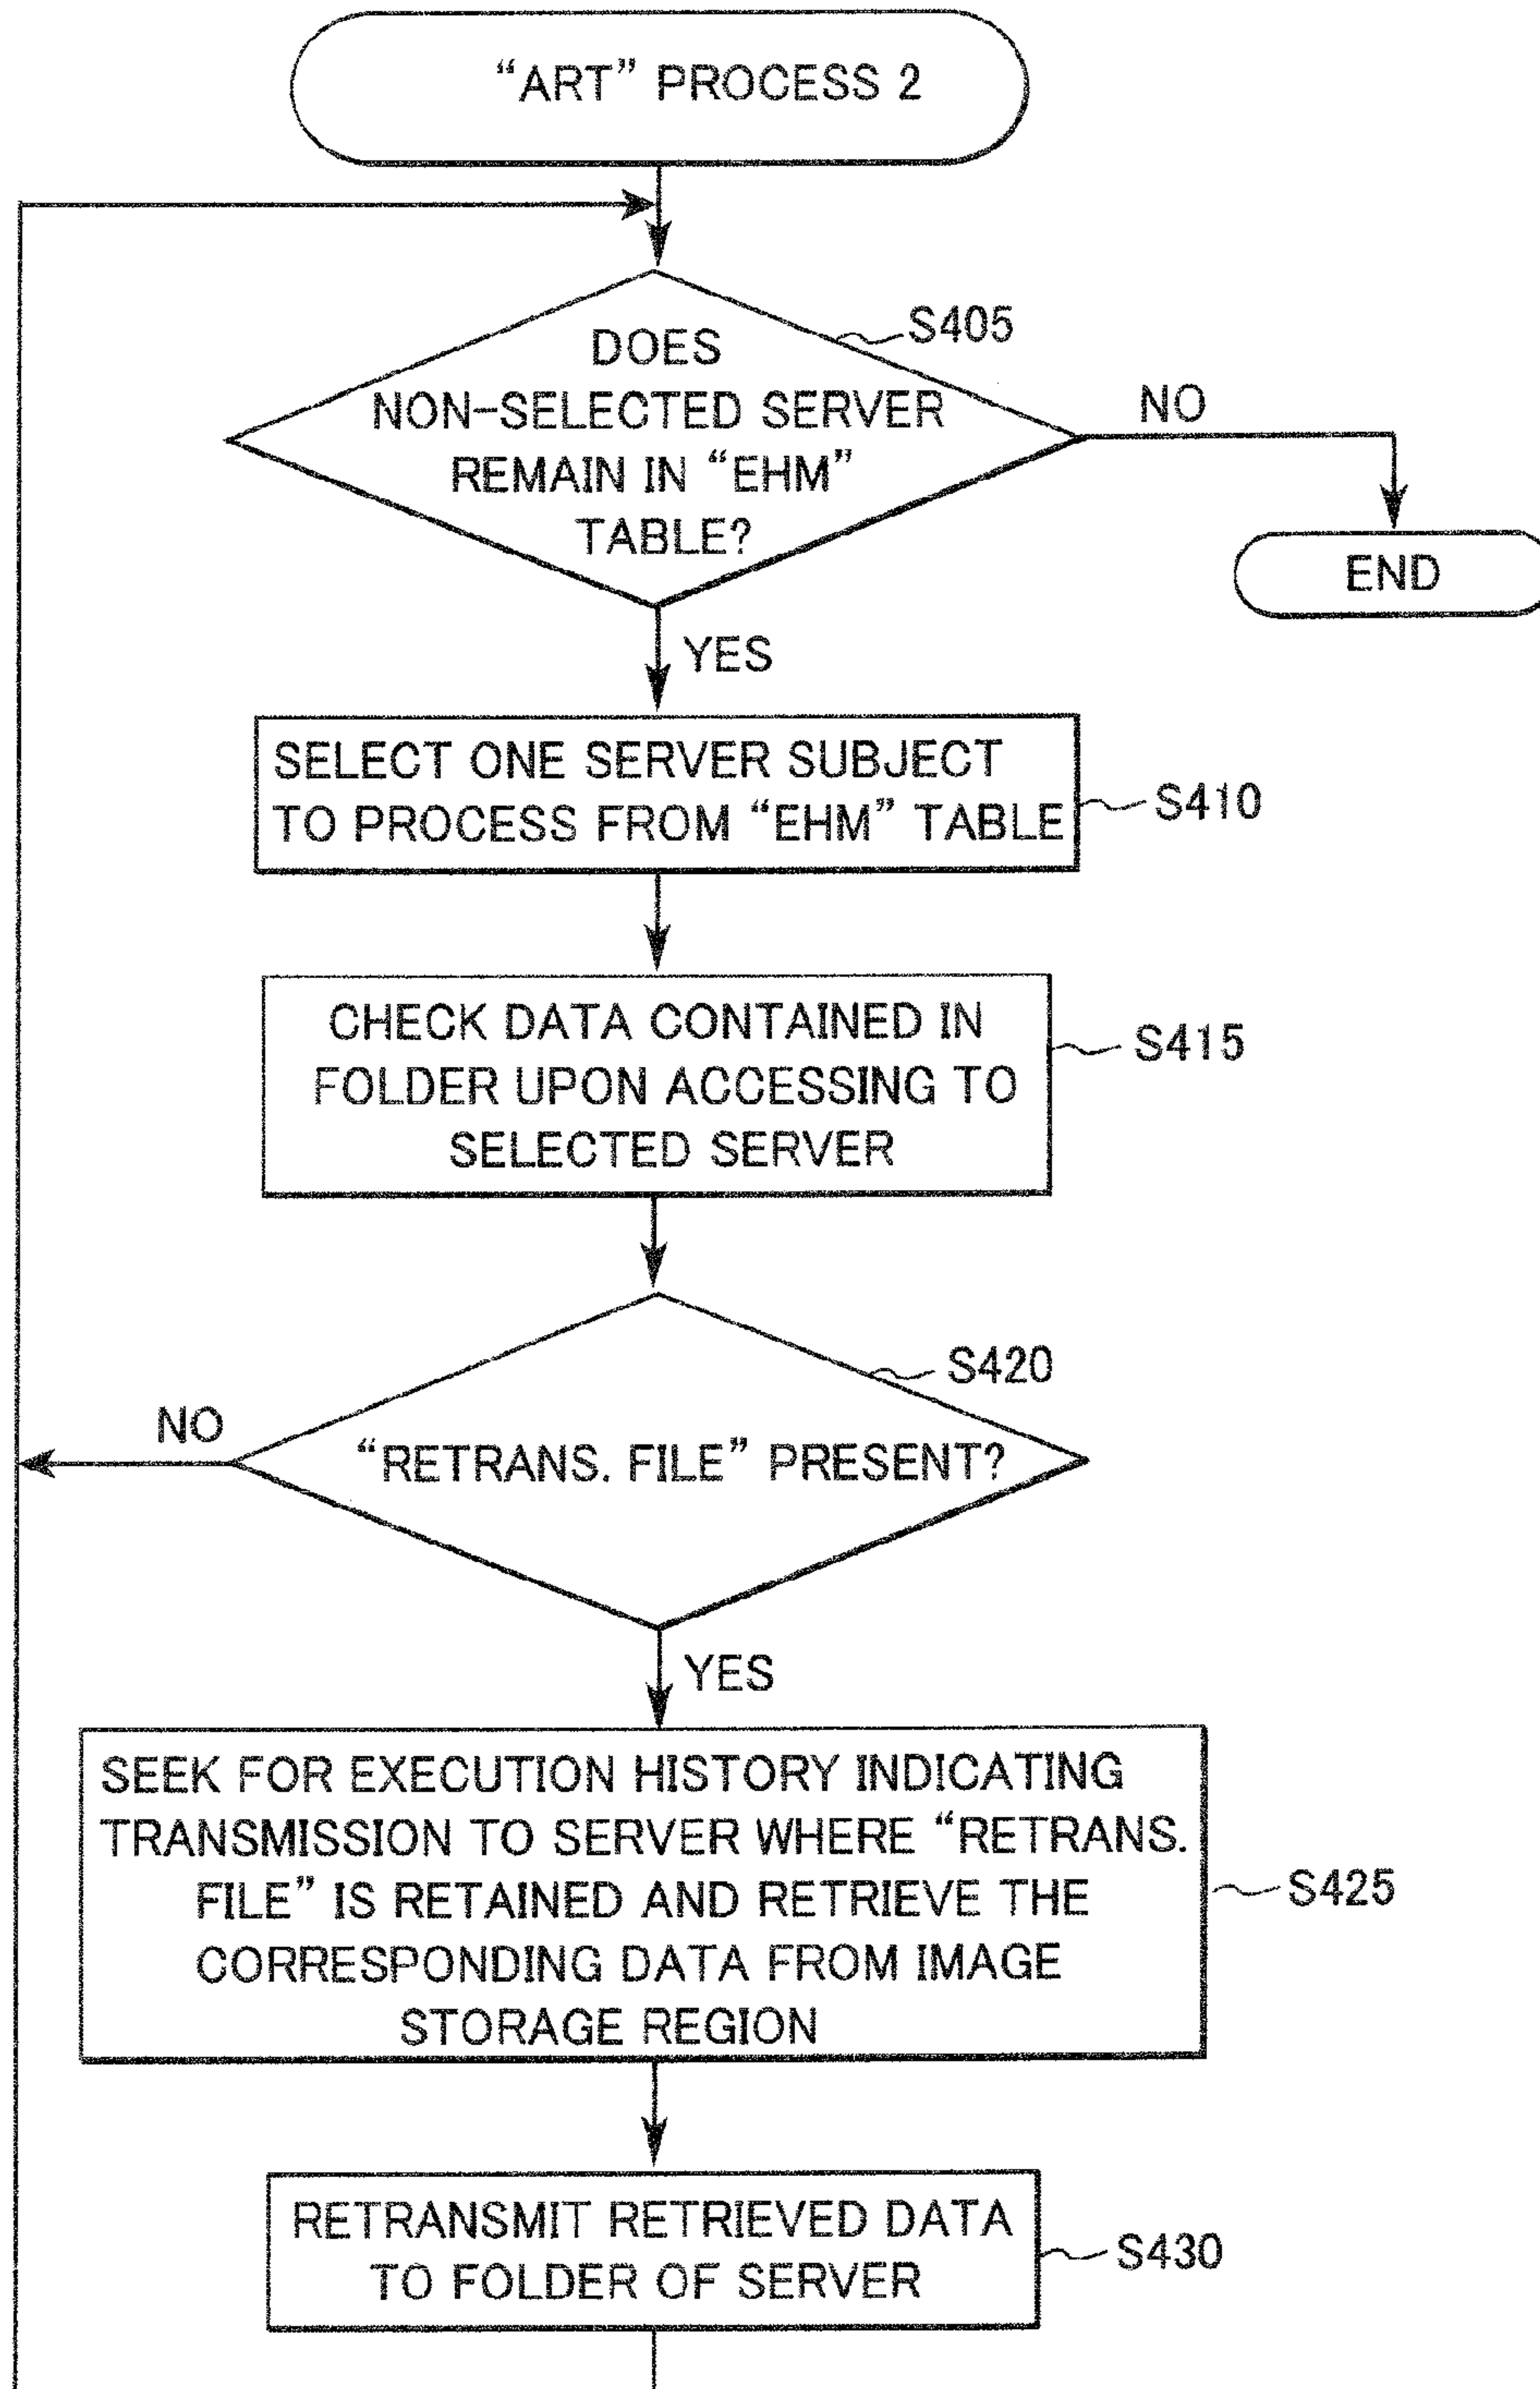 “ART” PROCESS 2
DOES
NON-SELECTED SERVER
REMAIN IN “EHM”
TABLE?
S405
NO
END
YES
SELECT ONE SERVER SUBJECT
TO PROCESS FROM “EHM” TABLE
S410
CHECK DATA CONTAINED IN
FOLDER UPON ACCESSING TO
SELECTED SERVER
S415
S420
NO
“RETRANS. FILE” PRESENT?
YES
SEEK FOR EXECUTION HISTORY INDICATING
TRANSMISSION TO SERVER WHERE “RETRANS.
FILE” IS RETAINED AND RETRIEVE THE
CORRESPONDING DATA FROM IMAGE
STORAGE REGION
S425
RETRANSMIT RETRIEVED DATA
TO FOLDER OF SERVER
S430